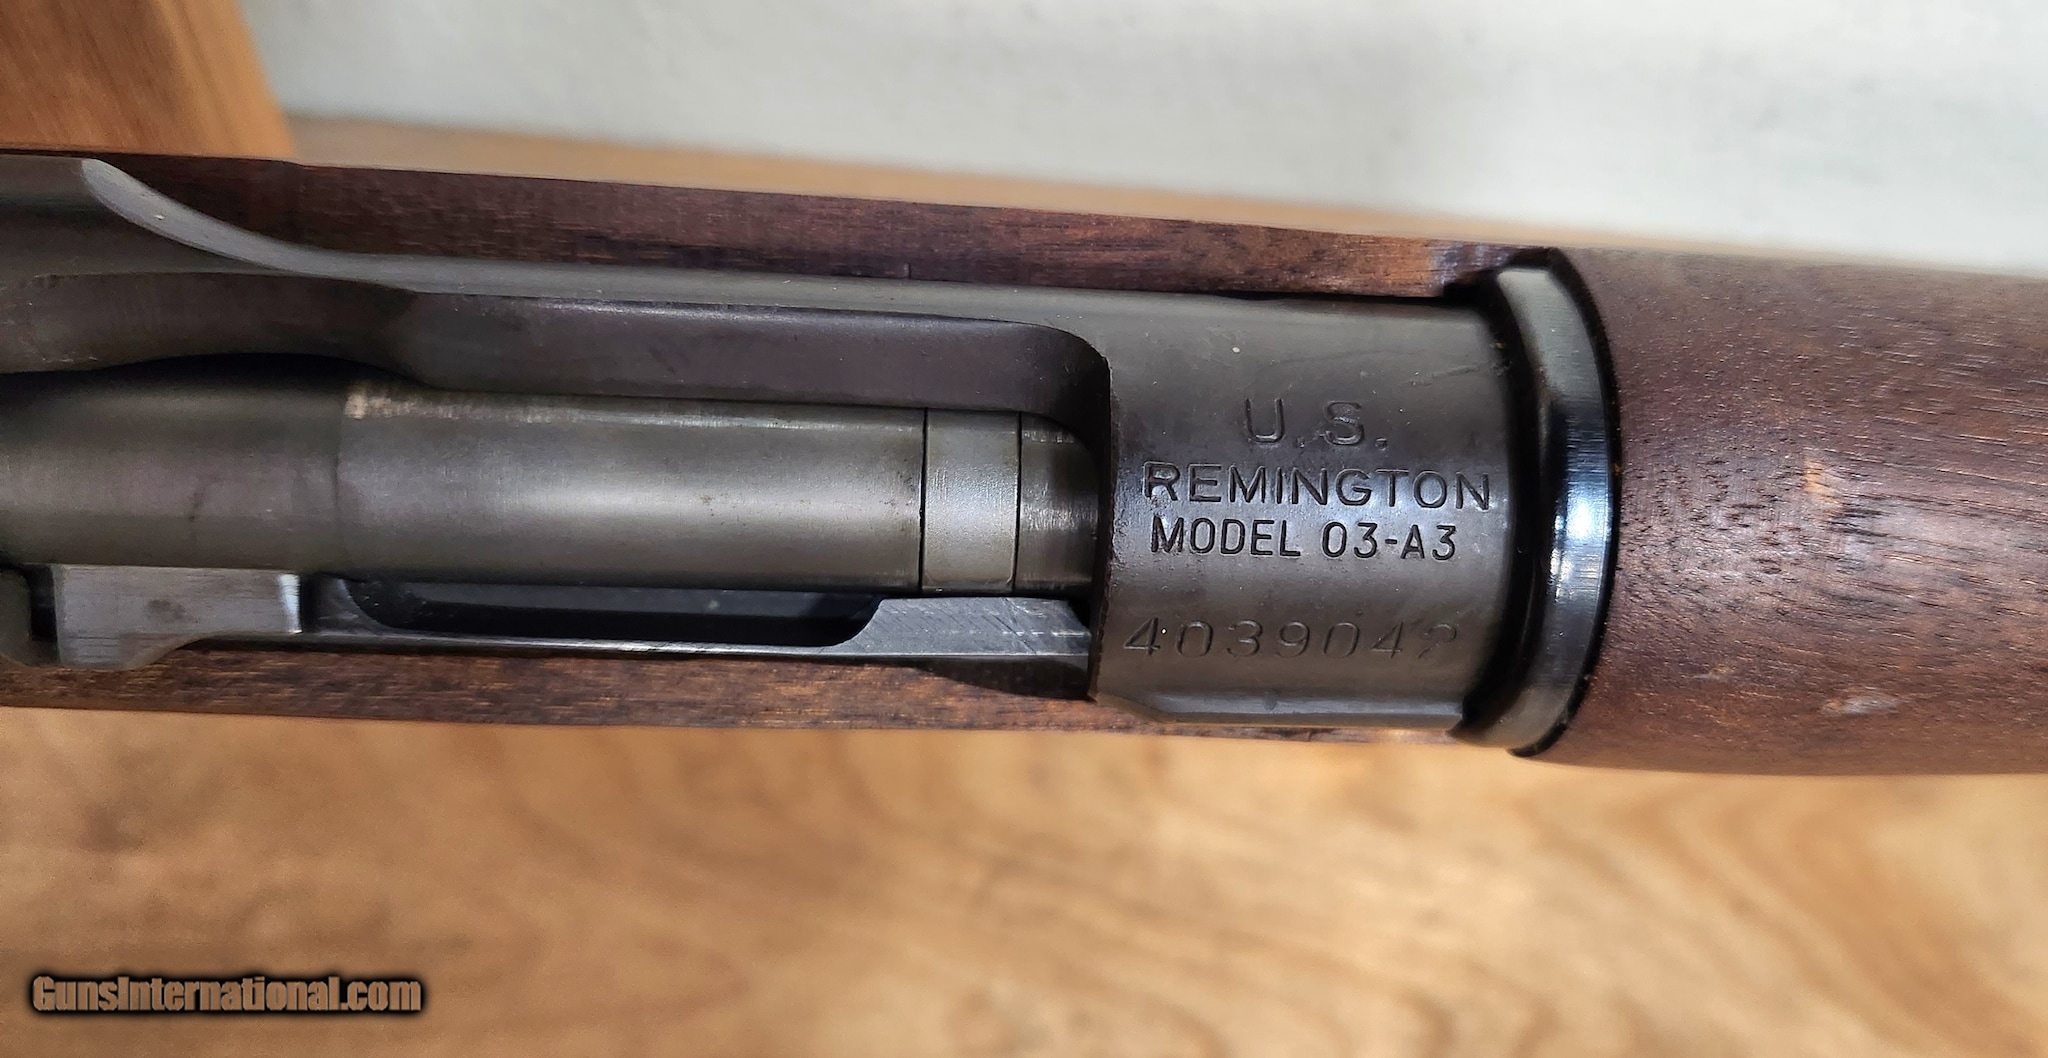 U.S.
REMINGTON
MODEL 03-A3
4039042
GunsInternational.com